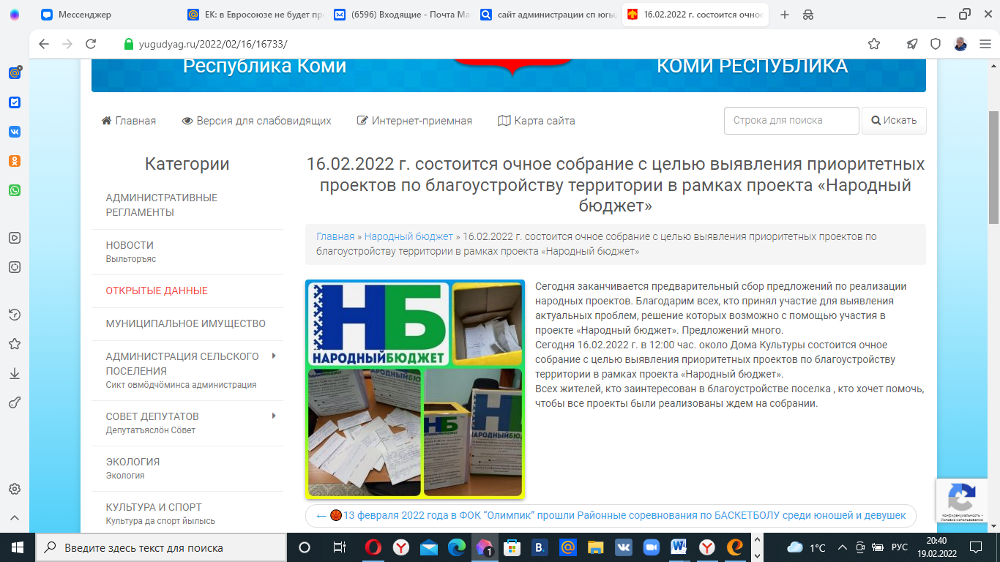 Мессенджер
ЕК: в Евросоюзе не будет пр
(6596) Входящие - Почта Ma
сайт администрации сп югы
16.02.2022 г. состоится очное
yugudyag.ru/2022/02/16/16733/
Республика Коми
КОМИ РЕСПУБЛИКА
Главная
Версия для слабовидящих
Интернет-приемная
Карта сайта
Строка для поиска
Искать
Категории
АДМИНИСТРАТИВНЫЕ
РЕГЛАМЕНТЫ
НОВОСТИ
Выльторъяс
ОТКРЫТЫЕ ДАННЫЕ
МУНИЦИПАЛЬНОЕ ИМУЩЕСТВО
АДМИНИСТРАЦИЯ СЕЛЬСКОГО
ПОСЕЛЕНИЯ
Сикт овмӧдчӧминса администрация
СОВЕТ ДЕПУТАТОВ
Депутатъяслӧн Сӧвет
ЭКОЛОГИЯ
Экология
КУЛЬТУРА И СПОРТ
Культура да спорт йылысь
16.02.2022 г. состоится очное собрание с целью выявления приоритетных
проектов по благоустройству территории в рамках проекта «Народный
бюджет»
Главная » Народный бюджет » 16.02.2022 г. состоится очное собрание с целью выявления приоритетных проектов по
благоустройству территории в рамках проекта «Народный бюджет»
НБ
НАРОДНЫЙБЮДЖЕТ
НБ
НАРОДНЫЙБЮДЖ
Сегодня заканчивается предварительный сбор предложений по реализации
народных проектов. Благодарим всех, кто принял участие для выявления
актуальных проблем, решение которых возможно с помощью участия в
проекте «Народный бюджет». Предложений много.
Сегодня 16.02.2022 г. в 12:00 час. около Дома Культуры состоится очное
собрание с целью выявления приоритетных проектов по благоустройству
территории в рамках проекта «Народный бюджет».
Всех жителей, кто заинтересован в благоустройстве поселка , кто хочет помочь,
чтобы все проекты были реализованы ждем на собрании.
← 🏀13 февраля 2022 года в ФОК “Олимпик” прошли Районные соревнования по БАСКЕТБОЛУ среди юношей и девушек
Конфиденциальность -
Условия использования
Введите здесь текст для поиска
1°C
РУС
20:40
19.02.2022